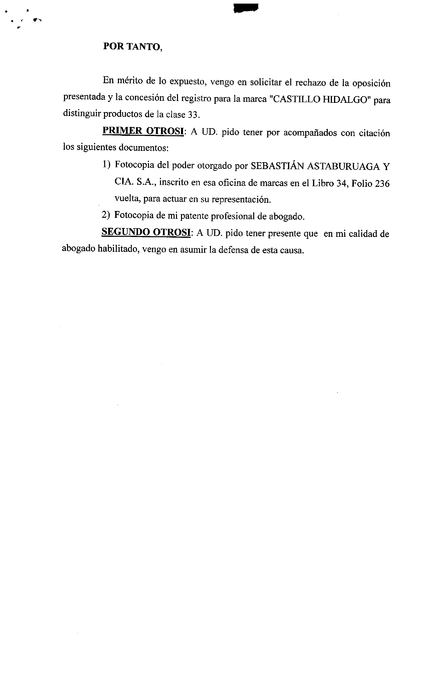 POR TANTO,
En mérito de lo expuesto, vengo en solicitar el rechazo de la oposición
presentada y la concesión del registro para la marca "CASTILLO HIDALGO" para
distinguir productos de la clase 33.
PRIMER OTROSI: A UD. pido tener por acompañados con citación
los siguientes documentos:
1) Fotocopia del poder otorgado por SEBASTIÁN ASTABURUAGA Y
CIA. S.A., inscrito en esa oficina de marcas en el Libro 34, Folio 236
vuelta, para actuar en su representación.
2) Fotocopia de mi patente profesional de abogado.
SEGUNDO OTROSI: A UD. pido tener presente que en mi calidad de
abogado habilitado, vengo en asumir la defensa de esta causa.